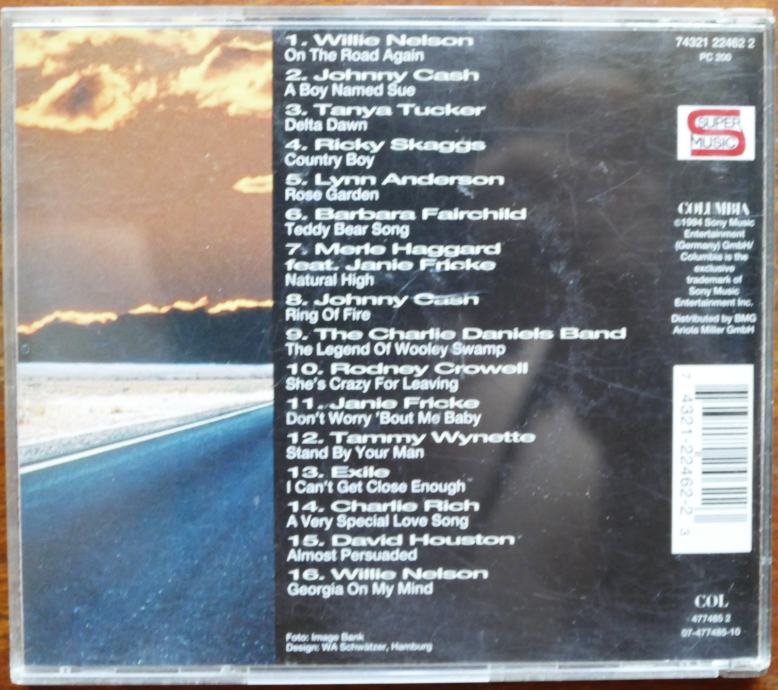 1. Willie Nelson
On The Road Again
2. Johnny Cash
A Boy Named Sue
3. Tanya Tucker
Delta Dawn
4. Ricky Skaggs
Country Boy
5. Lynn Anderson
Rose Garden
6. Barbara Fairchild
Teddy Bear Song
7. Merle Haggard
feat. Janie Fricke
Natural High
8. Johnny Cash
Ring Of Fire
9. The Charlie Daniels Band
The Legend Of Wooley Swamp
10. Rodney Crowell
She's Crazy For Leaving
11. Janie Fricke
Don't Worry 'Bout Me Baby
12. Tammy Wynette
Stand By Your Man
13. Exile
I Can't Get Close Enough
14. Charlie Rich
A Very Special Love Song
15. David Houston
Almost Persuaded
16. Willie Nelson
Georgia On My Mind
Foto: Image Bank
Design: WA Schwätzer, Hamburg
74321 22462 2
PC 200
SUPER
MUSIC
COLUMBIA
©1994 Sony Music
Entertainment
(Germany) GmbH/
Columbia is the
exclusive
trademark of
Sony Music
Entertainment Inc.
Distributed by BMG
Ariola Miller GmbH
7 4321-22462-2 3
COL
477485 2
07-477485-10